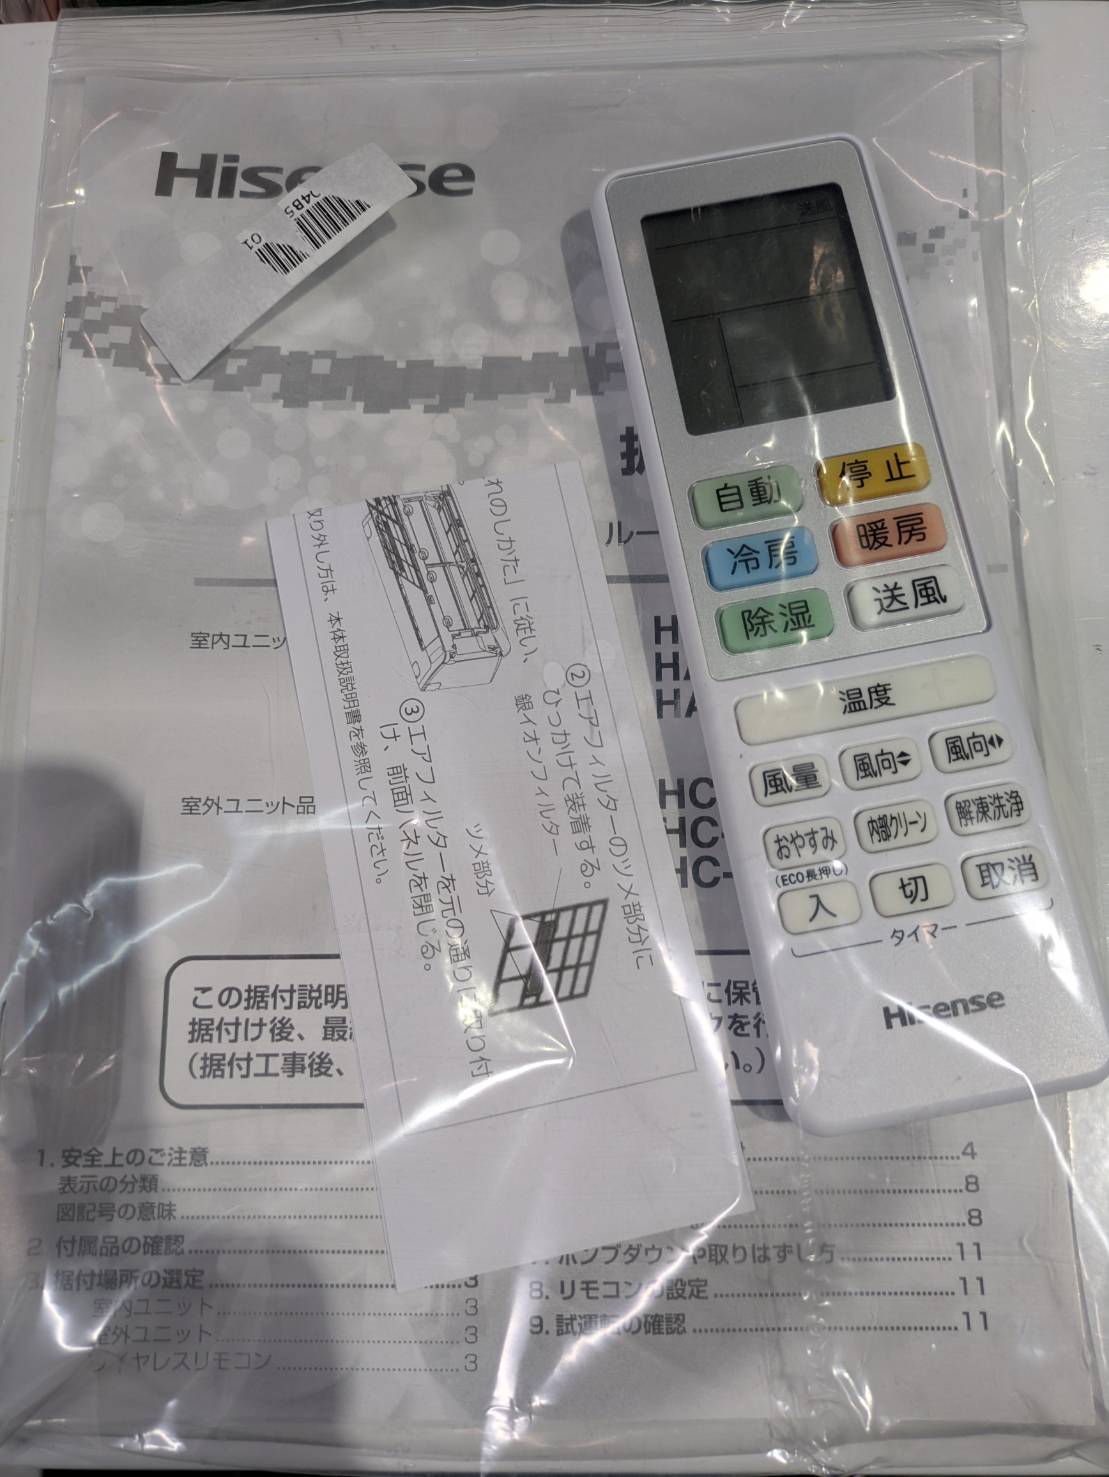 Hisense
04B5
01
送風
自動
停止
冷房
暖房
除湿
送風
温度
風量
風向
風向
おやすみ
内部クリーン
解凍洗浄
(ECO長押し)
入
切
取消
タイマー
Hisense
ルー
室内ユニッ
H
HA
HA
室外ユニット品
HC
HC-
HC-
れのしかた」に従い、
②エアフィルターのツメ部分に
ひっかけて装着する。
銀イオンフィルター
ツメ部分
③エアフィルターを元の通りに取り付
け、前面パネルを閉じる。
取り外し方は、本体取扱説明書を参照してください。
この据付説明
に保管
据付け後、最
(据付工事後、
い。)
1. 安全上のご注意
表示の分類
図記号の意味
2. 付属品の確認
3. 据付場所の選定 3
室内ユニット 3
室外ユニット 3
ワイヤレスリモコン 3
4
8
8
7. ポンプダウンや取りはずし方 11
8. リモコンの設定 11
9. 試運転の確認 11